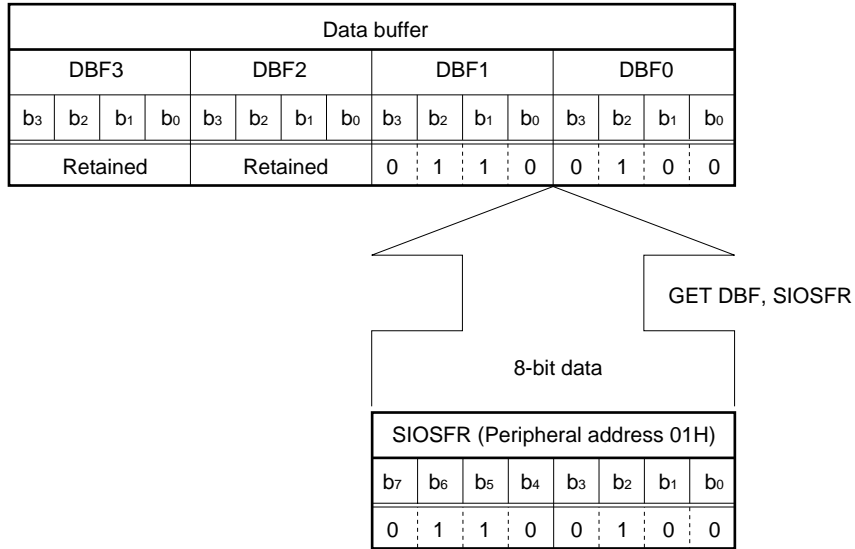 Data buffer
DBF3 DBF2 DBF1 DBF0
b3 b2 b1 b0 b3 b2 b1 b0 b3 b2 b1 b0 b3 b2 b1 b0
Retained Retained 0 1 1 0 0 1 0 0
GET DBF, SIOSFR
8-bit data
SIOSFR (Peripheral address 01H)
b7 b6 b5 b4 b3 b2 b1 b0
0 1 1 0 0 1 0 0